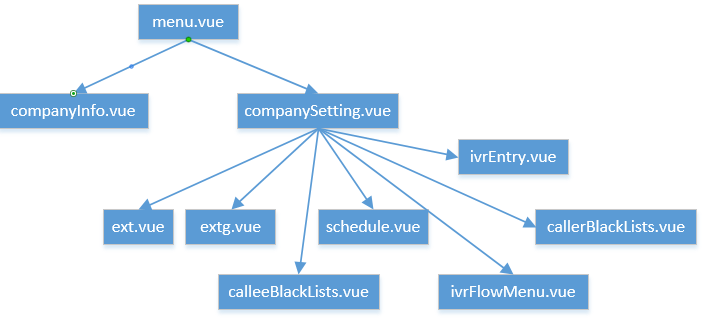 menu.vue
companyInfo.vue
companySetting.vue
ivrEntry.vue
ext.vue
extg.vue
schedule.vue
callerBlackLists.vue
calleeBlackLists.vue
ivrFlowMenu.vue